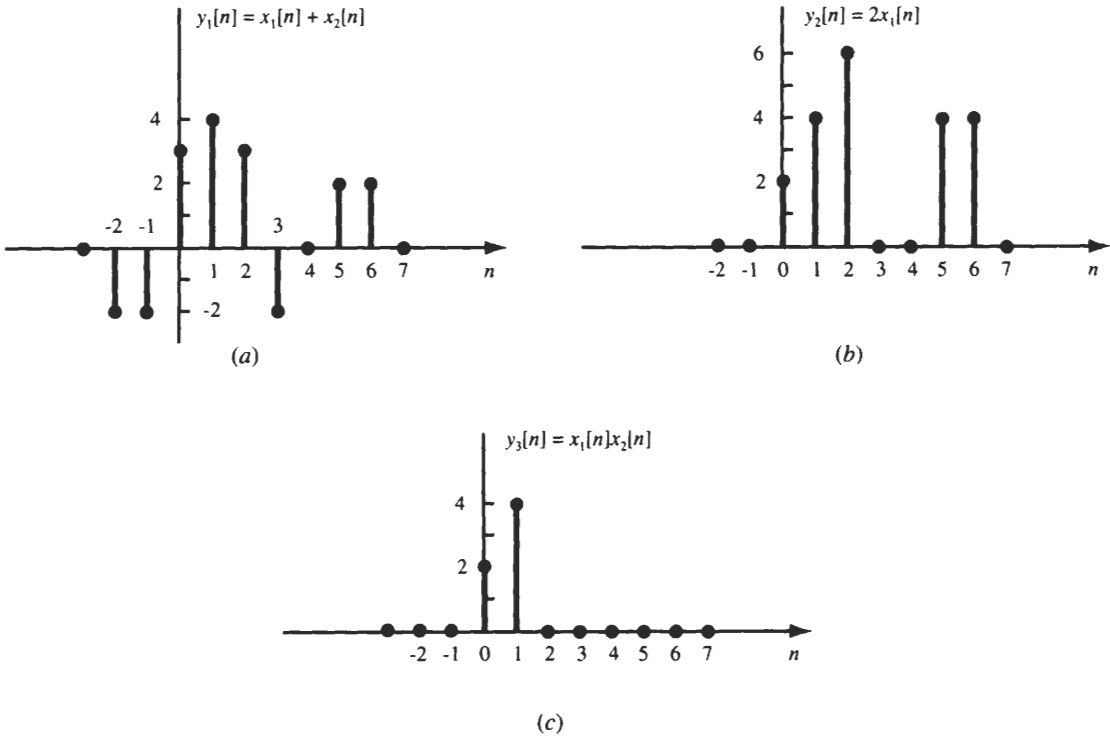 y₁[n] = x₁[n] + x₂[n]
4
2
-2 -1 3
1 2 4 5 6 7 n
-2
(a)
y₂[n] = 2x₁[n]
6
4
2
-2 -1 0 1 2 3 4 5 6 7 n
(b)
y₃[n] = x₁[n]x₂[n]
4
2
-2 -1 0 1 2 3 4 5 6 7 n
(c)